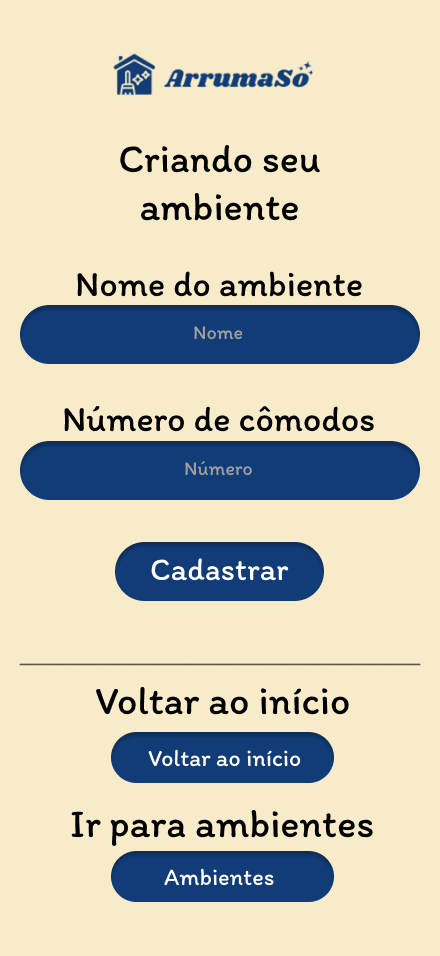 ArrumaSó
Criando seu
ambiente
Nome do ambiente
Nome
Número de cômodos
Número
Cadastrar
Voltar ao início
Voltar ao início
Ir para ambientes
Ambientes